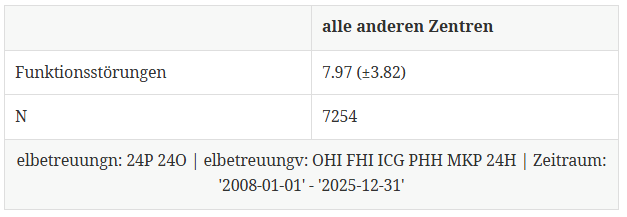 alle anderen Zentren
Funktionsstörungen 7.97 (±3.82)
N 7254
elbetreuungn: 24P 24O | elbetreuungv: OHI FHI ICG PHH MKP 24H | Zeitraum:
'2008-01-01' - '2025-12-31'